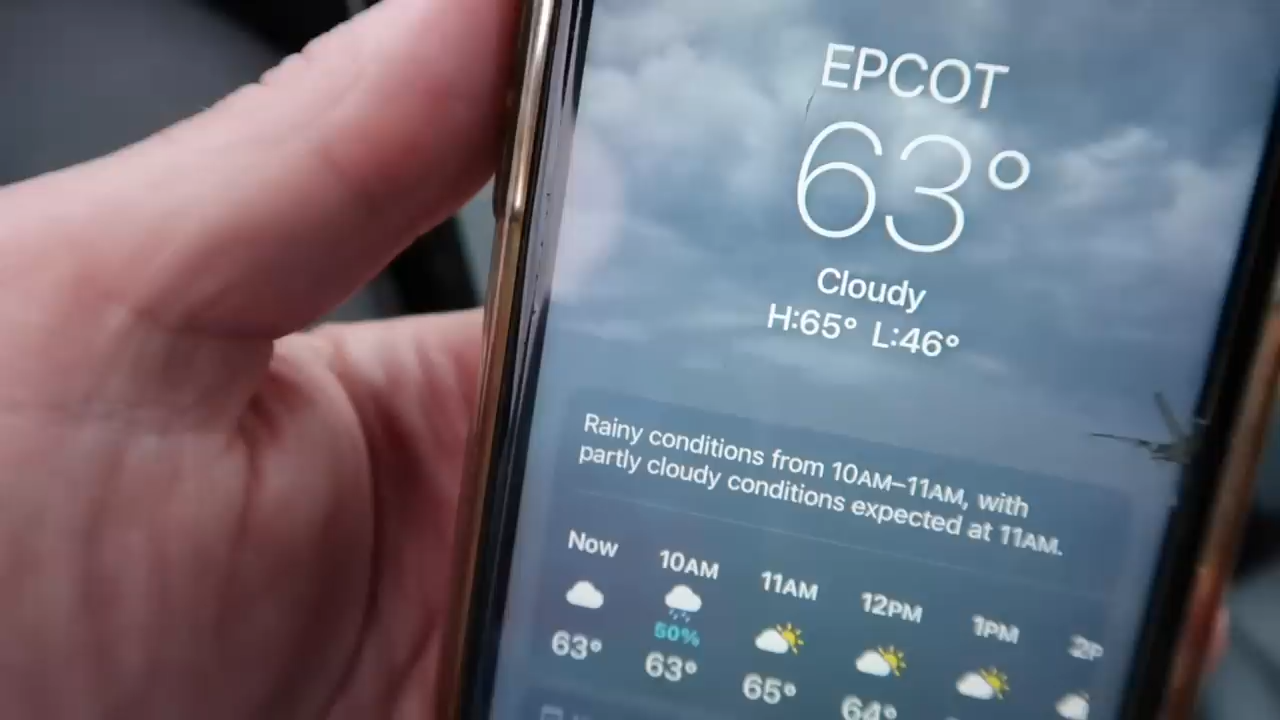 EPCOT
63°
Cloudy
H:65° L:46°
Rainy conditions from 10AM–11AM, with
partly cloudy conditions expected at 11AM.
Now 10AM 11AM 12PM 1PM
50%
63° 63° 65° 64°